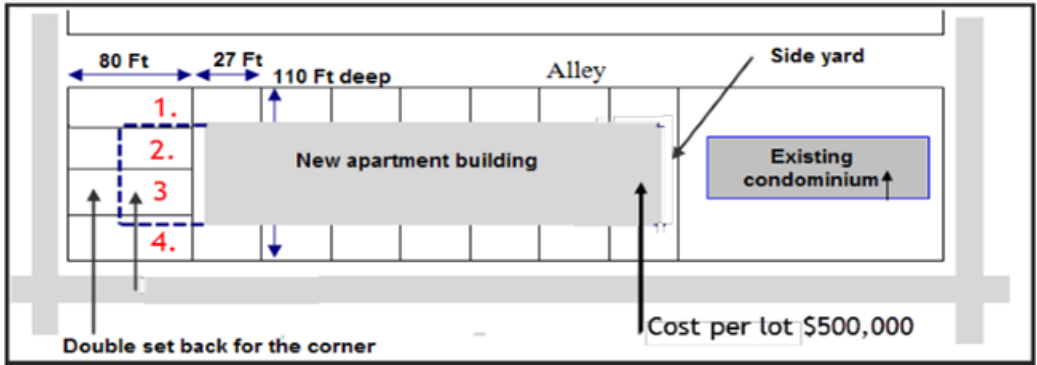 80 Ft
27 Ft
110 Ft deep
Alley
Side yard
1.
2.
3
4.
New apartment building
Existing
condominium
Cost per lot $500,000
Double set back for the corner